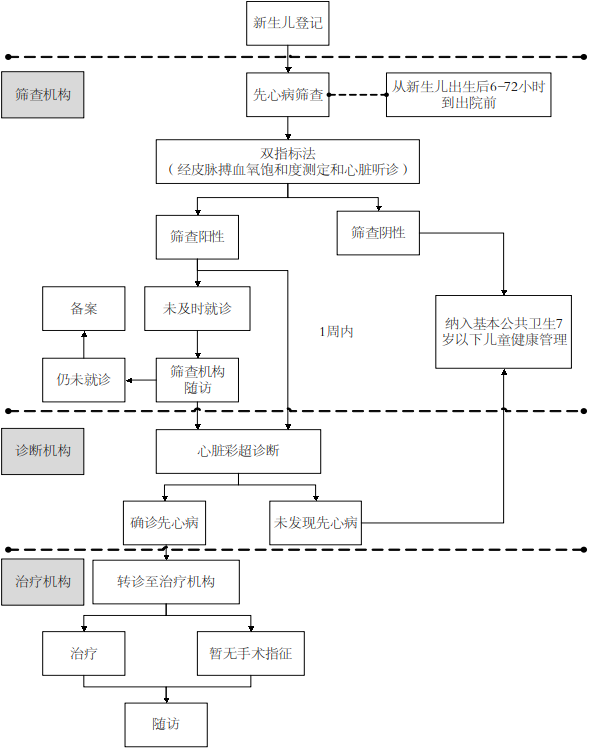 新生儿登记
筛查机构
先心病筛查
从新生儿出生后6-72小时
到出院前
双指标法
（经皮脉搏血氧饱和度测定和心脏听诊）
筛查阳性
筛查阴性
备案
未及时就诊
1周内
纳入基本公共卫生7
岁以下儿童健康管理
仍未就诊
筛查机构
随访
诊断机构
心脏彩超诊断
确诊先心病
未发现先心病
治疗机构
转诊至治疗机构
治疗
暂无手术指征
随访